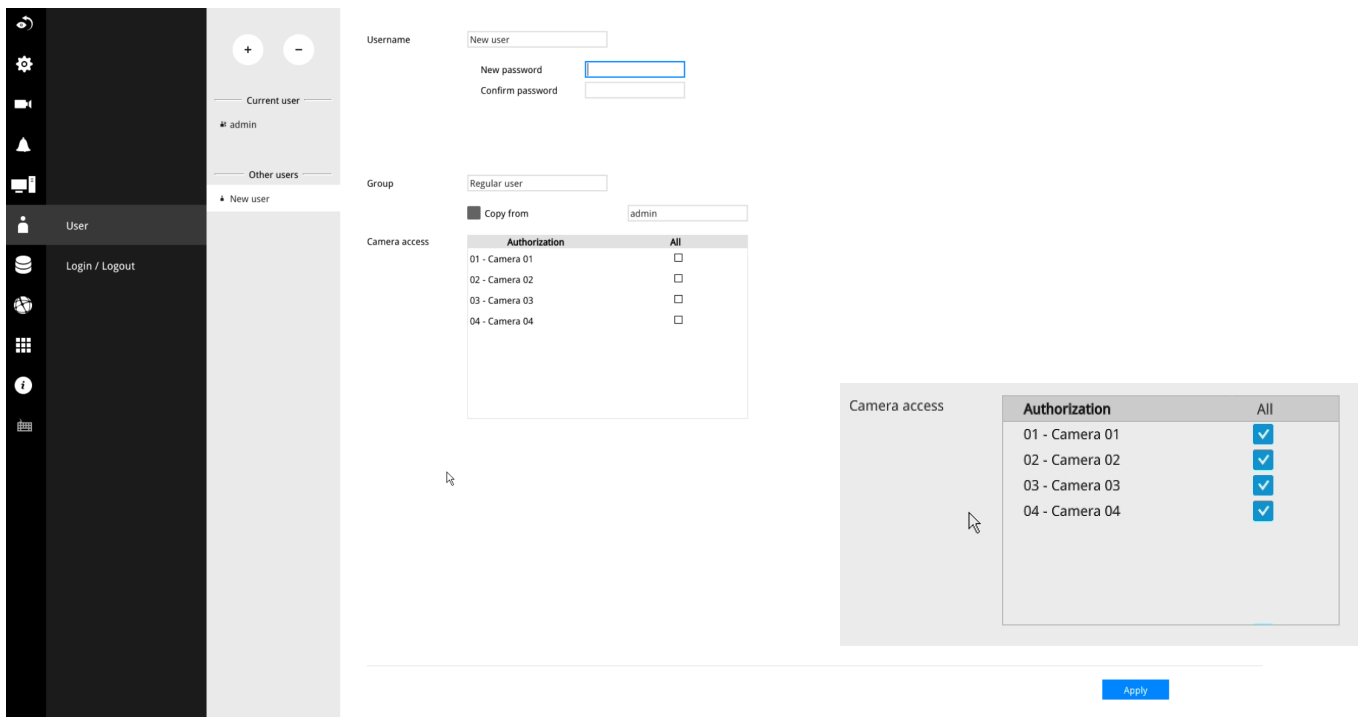 User
Login / Logout
+
−
Current user
admin
Other users
New user
Username
New user
New password
Confirm password
Group
Regular user
Copy from
admin
Camera access
Authorization All
01 - Camera 01
02 - Camera 02
03 - Camera 03
04 - Camera 04
Camera access
Authorization All
01 - Camera 01
02 - Camera 02
03 - Camera 03
04 - Camera 04
Apply